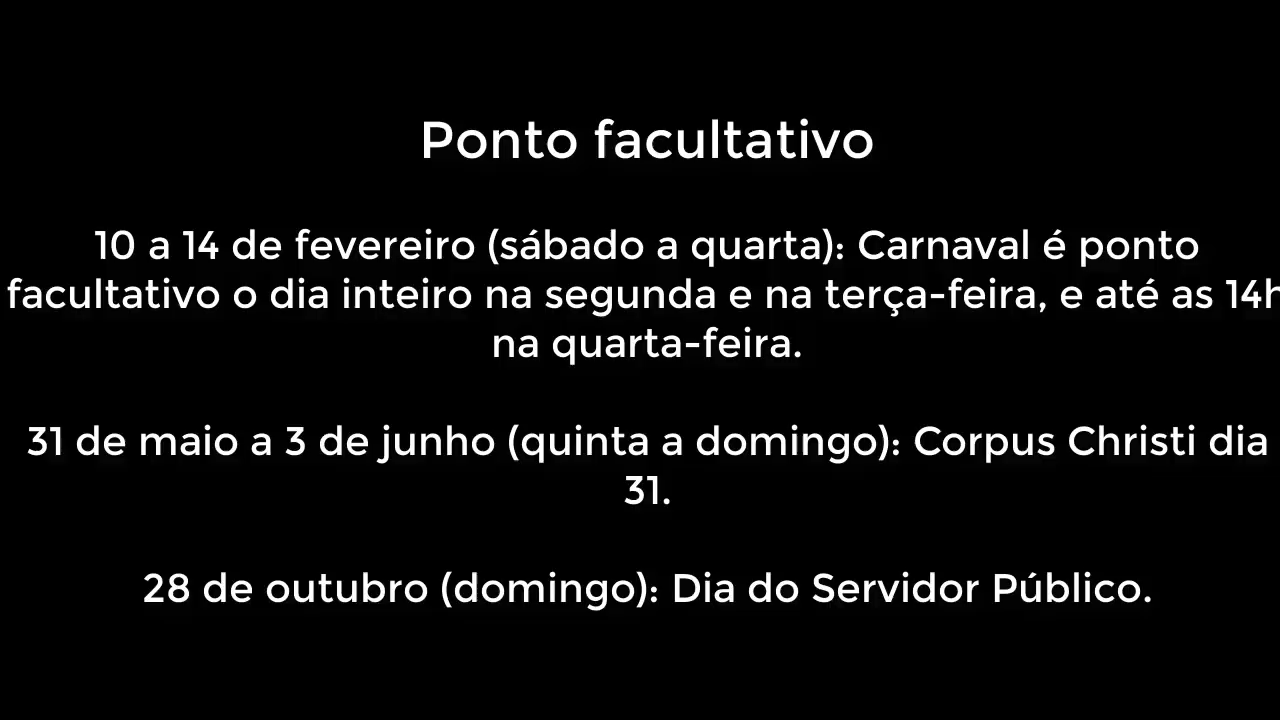 Ponto facultativo
10 a 14 de fevereiro (sábado a quarta): Carnaval é ponto
facultativo o dia inteiro na segunda e na terça-feira, e até as 14h
na quarta-feira.
31 de maio a 3 de junho (quinta a domingo): Corpus Christi dia
31.
28 de outubro (domingo): Dia do Servidor Público.